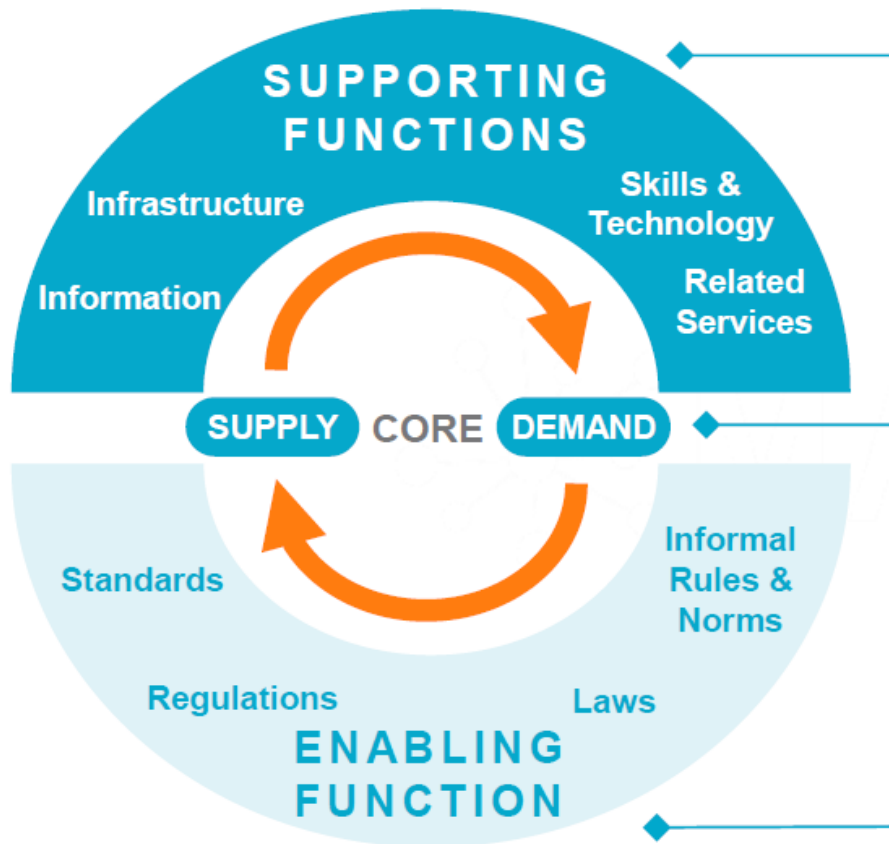 SUPPORTING
FUNCTIONS
Infrastructure
Skills &
Technology
Information
Related
Services
SUPPLY CORE DEMAND
Standards
Informal
Rules &
Norms
Regulations
Laws
ENABLING
FUNCTION